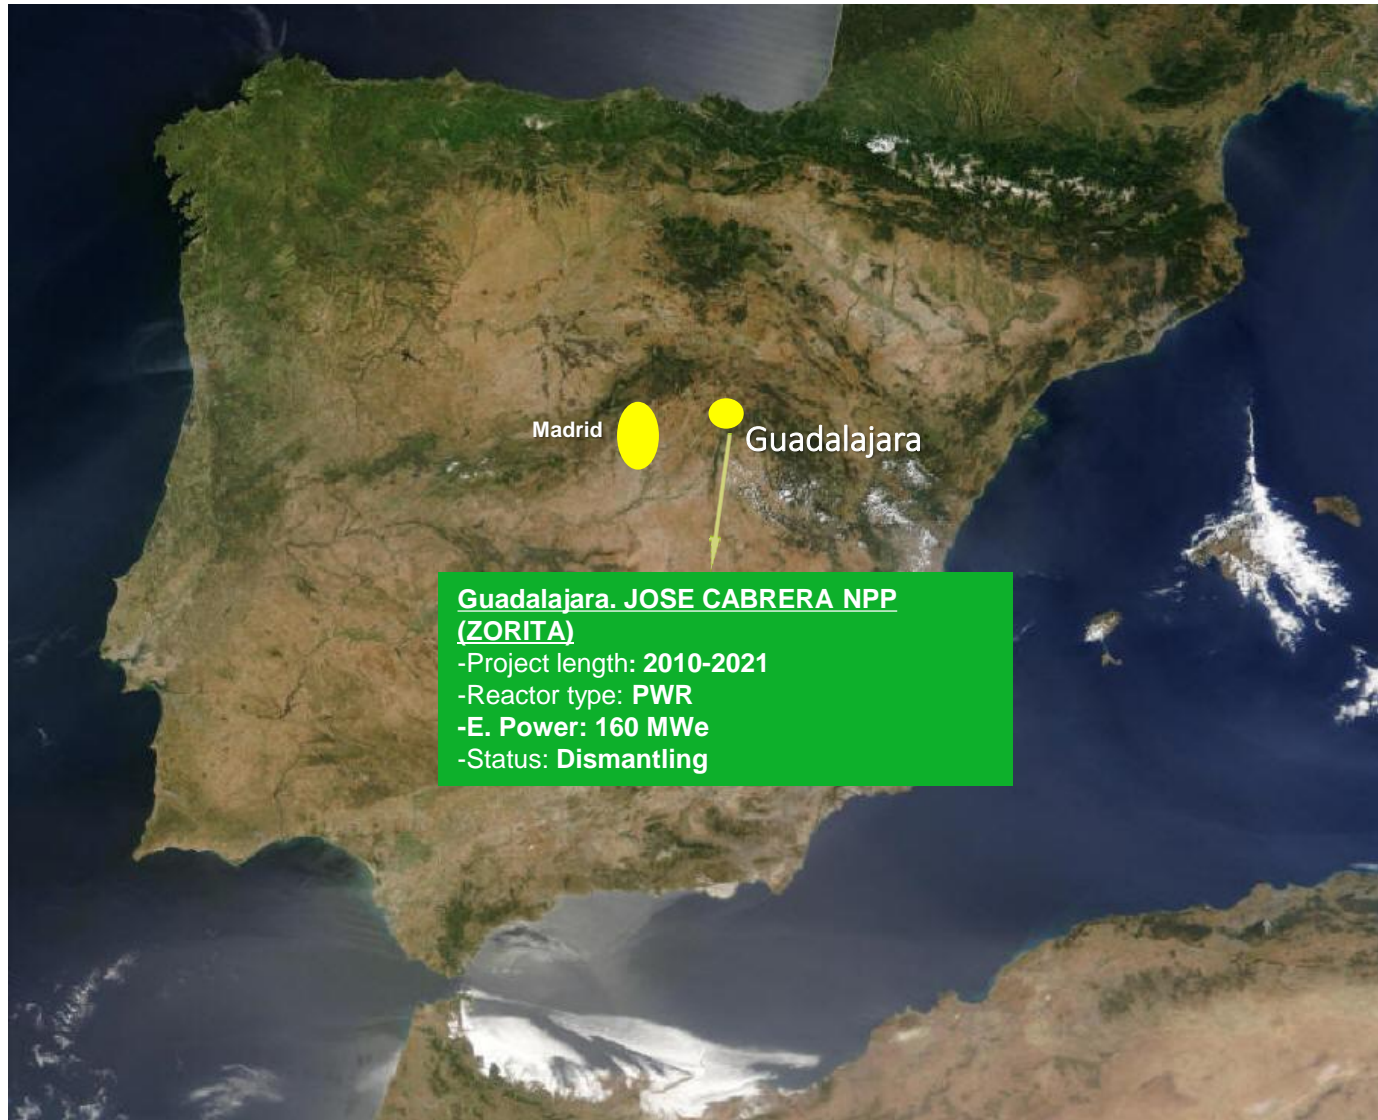 Madrid
Guadalajara
Guadalajara. JOSE CABRERA NPP
(ZORITA)
-Project length: 2010-2021
-Reactor type: PWR
-E. Power: 160 MWe
-Status: Dismantling